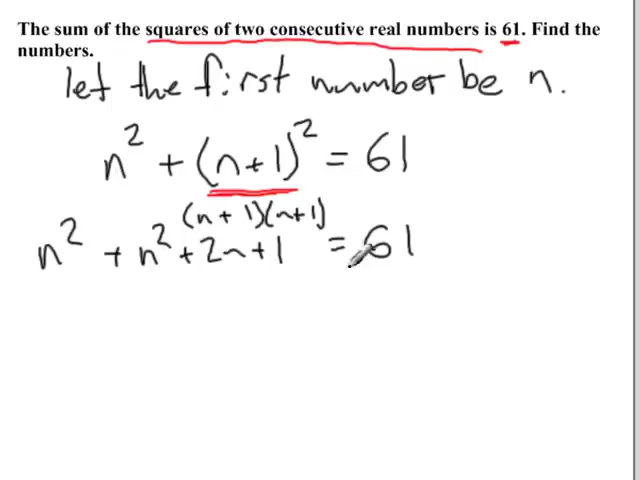 The sum of the squares of two consecutive real numbers is 61. Find the
numbers.
let the first number be n.
n² + (n+1)² = 61
(n + 1)(n+1)
n² + n² + 2n + 1 = 61